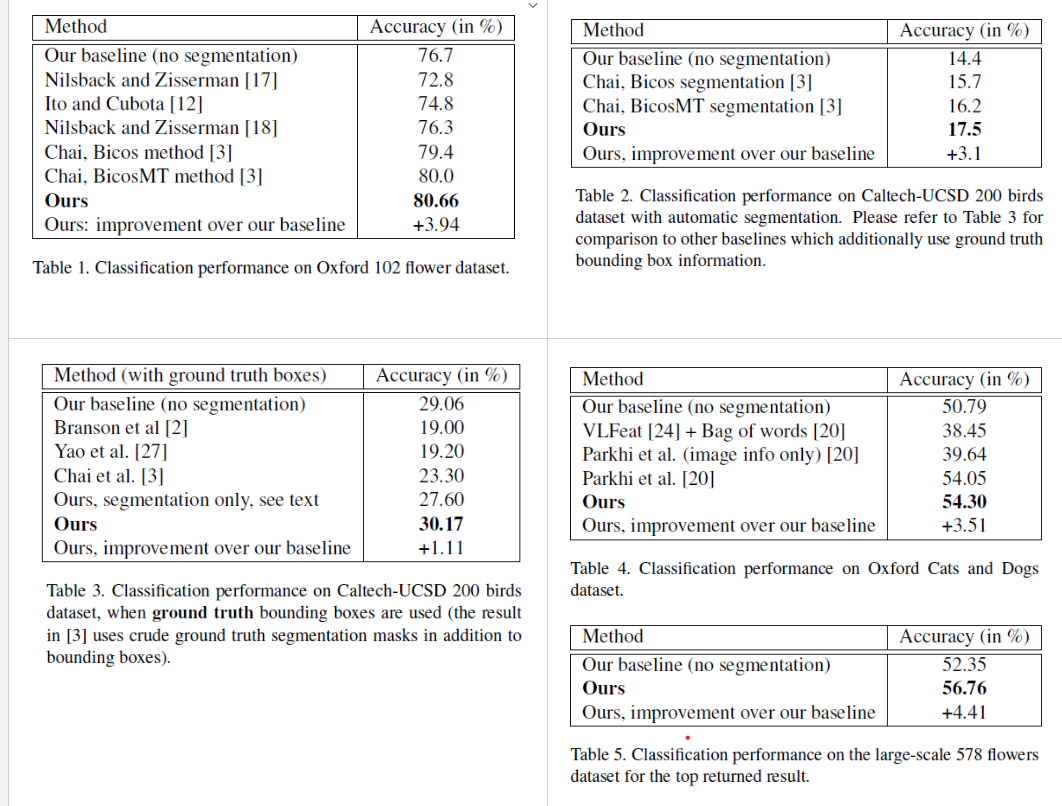 Method Accuracy (in %)
Our baseline (no segmentation) 76.7
Nilsback and Zisserman [17] 72.8
Ito and Cubota [12] 74.8
Nilsback and Zisserman [18] 76.3
Chai, Bicos method [3] 79.4
Chai, BicosMT method [3] 80.0
Ours 80.66
Ours: improvement over our baseline +3.94
Table 1. Classification performance on Oxford 102 flower dataset.
Method Accuracy (in %)
Our baseline (no segmentation) 14.4
Chai, Bicos segmentation [3] 15.7
Chai, BicosMT segmentation [3] 16.2
Ours 17.5
Ours, improvement over our baseline +3.1
Table 2. Classification performance on Caltech-UCSD 200 birds
dataset with automatic segmentation. Please refer to Table 3 for
comparison to other baselines which additionally use ground truth
bounding box information.
Method (with ground truth boxes) Accuracy (in %)
Our baseline (no segmentation) 29.06
Branson et al [2] 19.00
Yao et al. [27] 19.20
Chai et al. [3] 23.30
Ours, segmentation only, see text 27.60
Ours 30.17
Ours, improvement over our baseline +1.11
Table 3. Classification performance on Caltech-UCSD 200 birds
dataset, when ground truth bounding boxes are used (the result
in [3] uses crude ground truth segmentation masks in addition to
bounding boxes).
Method Accuracy (in %)
Our baseline (no segmentation) 50.79
VLFeat [24] + Bag of words [20] 38.45
Parkhi et al. (image info only) [20] 39.64
Parkhi et al. [20] 54.05
Ours 54.30
Ours, improvement over our baseline +3.51
Table 4. Classification performance on Oxford Cats and Dogs
dataset.
Method Accuracy (in %)
Our baseline (no segmentation) 52.35
Ours 56.76
Ours, improvement over our baseline +4.41
Table 5. Classification performance on the large-scale 578 flowers
dataset for the top returned result.